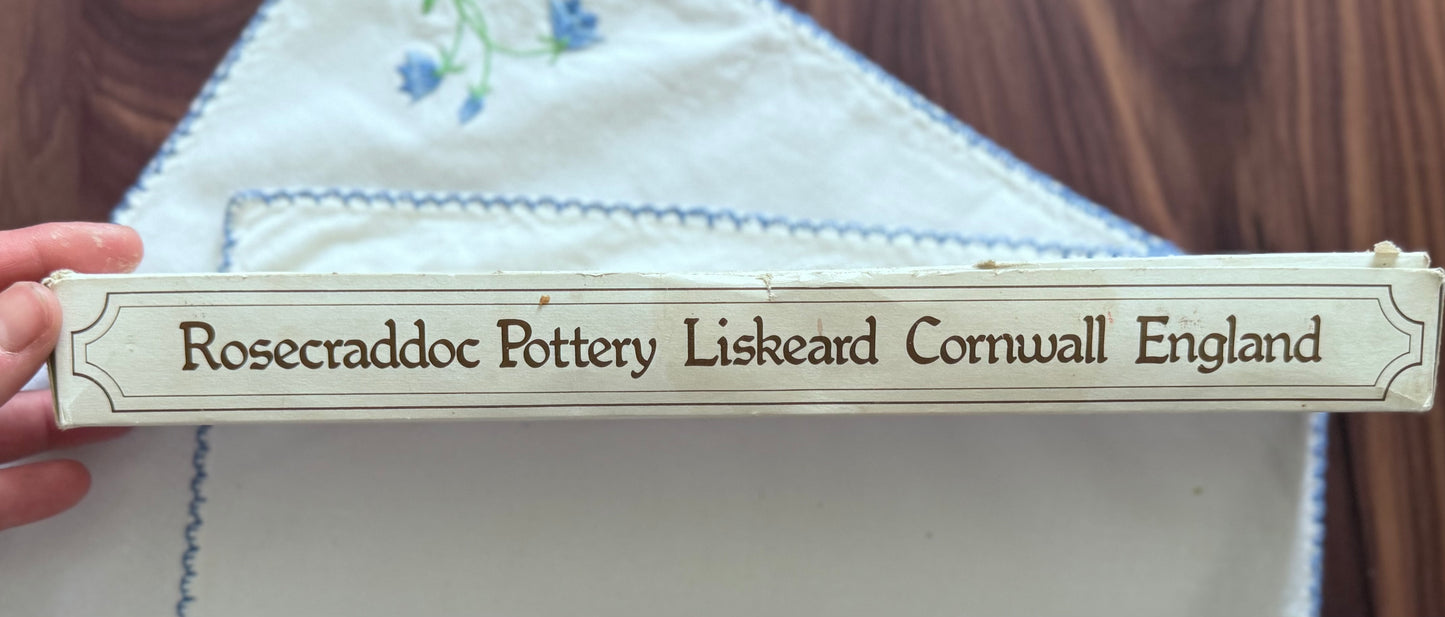 Rosecraddoc Pottery Liskeard Cornwall England